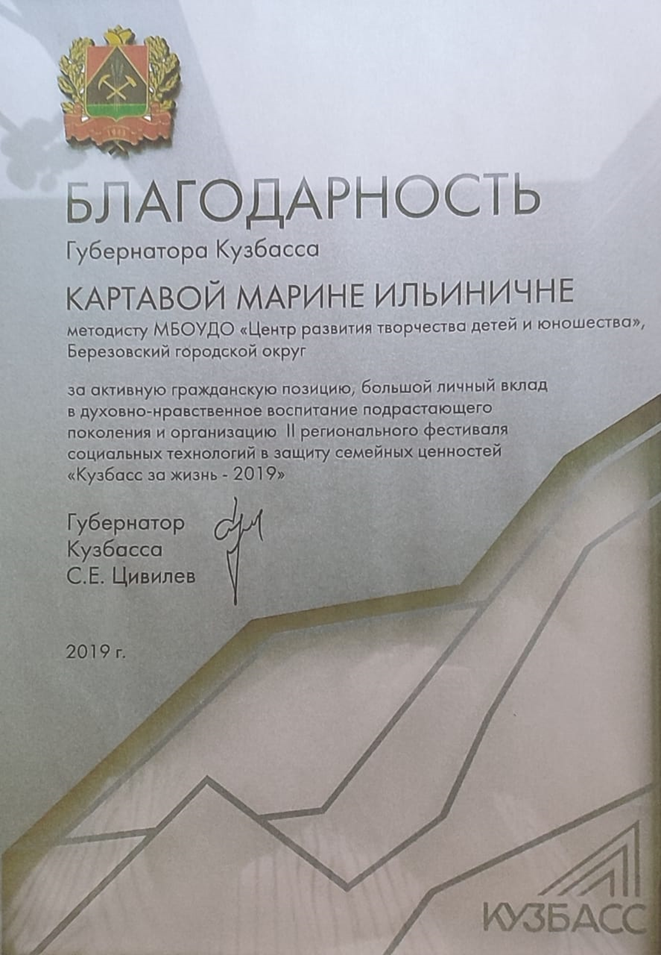 БЛАГОДАРНОСТЬ
Губернатора Кузбасса
КАРТАВОЙ МАРИНЕ ИЛЬИНИЧНЕ
методисту МБОУДО «Центр развития творчества детей и юношества»,
Березовский городской округ
за активную гражданскую позицию, большой личный вклад
в духовно-нравственное воспитание подрастающего
поколения и организацию II регионального фестиваля
социальных технологий в защиту семейных ценностей
«Кузбасс за жизнь - 2019»
Губернатор
Кузбасса
С.Е. Цивилев
2019 г.
КУЗБАСС